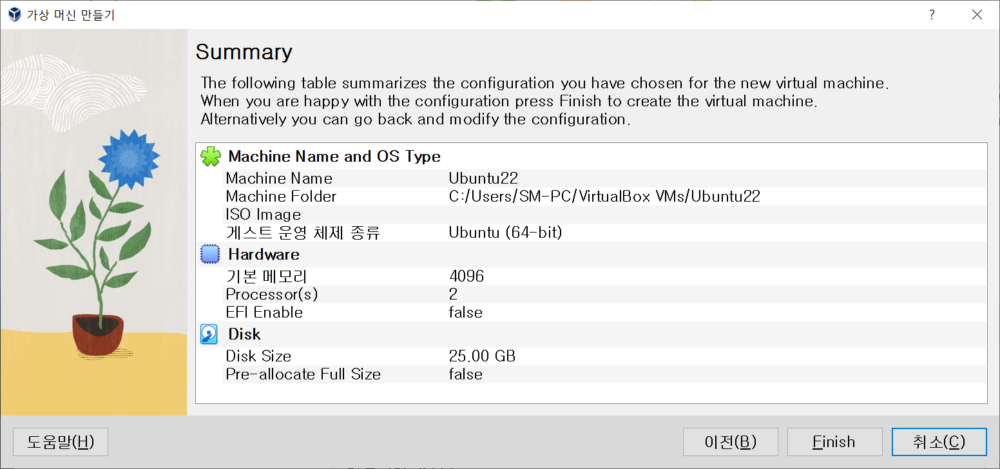 가상 머신 만들기
?
Summary
The following table summarizes the configuration you have chosen for the new virtual machine.
When you are happy with the configuration press Finish to create the virtual machine.
Alternatively you can go back and modify the configuration.
Machine Name and OS Type
Machine Name Ubuntu22
Machine Folder C:/Users/SM-PC/VirtualBox VMs/Ubuntu22
ISO Image
게스트 운영 체제 종류 Ubuntu (64-bit)
Hardware
기본 메모리 4096
Processor(s) 2
EFI Enable false
Disk
Disk Size 25.00 GB
Pre-allocate Full Size false
도움말(H) 이전(B) Finish 취소(C)